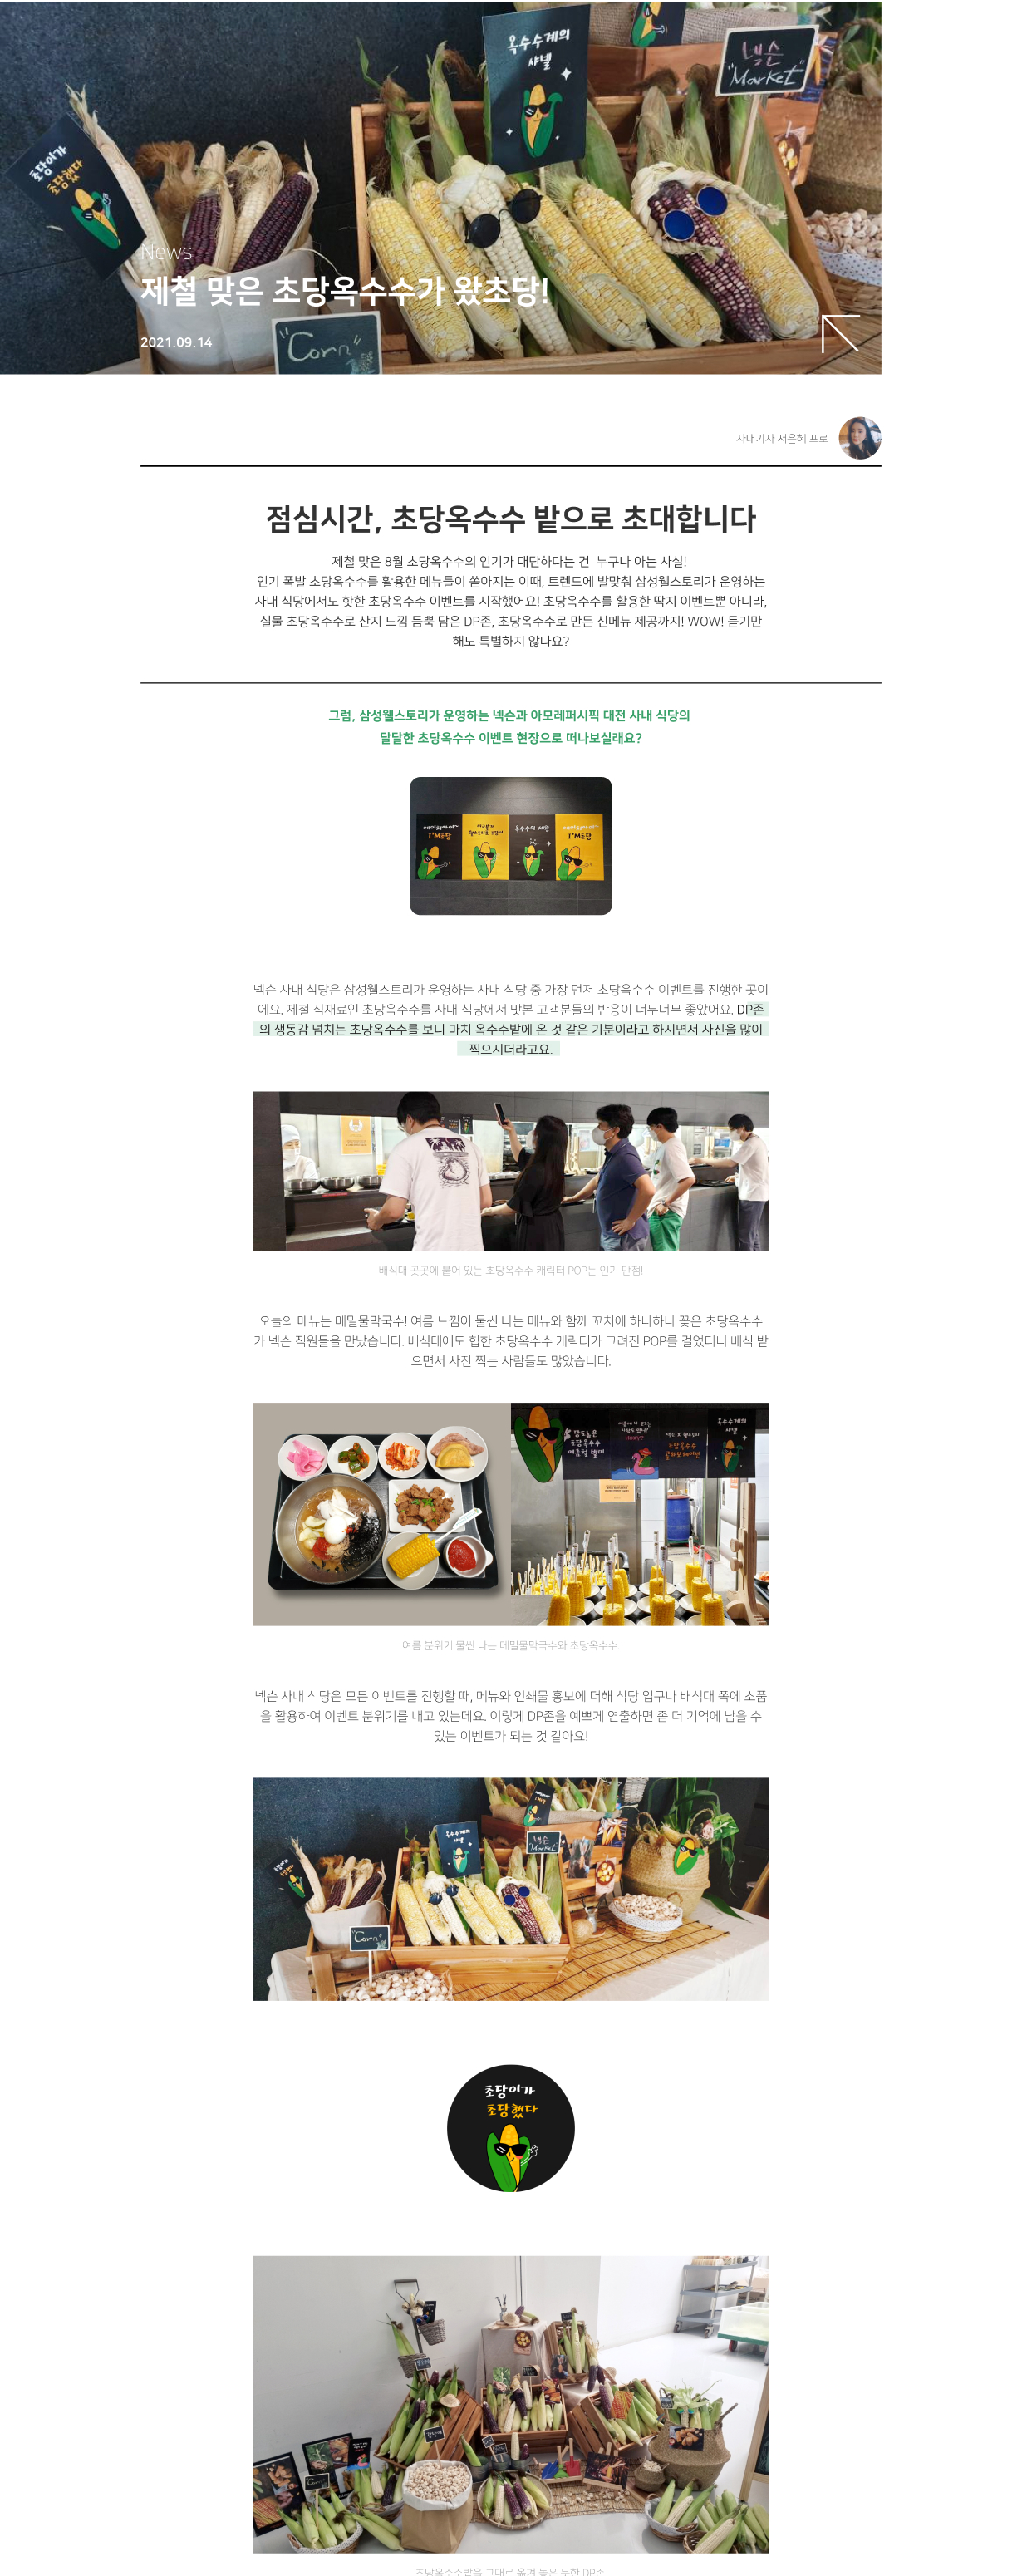 옥수수계의
샤넬
넥슨
"Market"
초당이가
초당했다
News
제철 맞은 초당옥수수가 왔초당!
"Corn"
2021.09.14
사내기자 서은혜 프로
점심시간, 초당옥수수 밭으로 초대합니다
제철 맞은 8월 초당옥수수의 인기가 대단하다는 건 누구나 아는 사실!
인기 폭발 초당옥수수를 활용한 메뉴들이 쏟아지는 이때, 트렌드에 발맞춰 삼성웰스토리가 운영하는
사내 식당에서도 핫한 초당옥수수 이벤트를 시작했어요! 초당옥수수를 활용한 딱지 이벤트뿐 아니라,
실물 초당옥수수로 산지 느낌 듬뿍 담은 DP존, 초당옥수수로 만든 신메뉴 제공까지! WOW! 듣기만
해도 특별하지 않나요?
그럼, 삼성웰스토리가 운영하는 넥슨과 아모레퍼시픽 대전 사내 식당의
달달한 초당옥수수 이벤트 현장으로 떠나보실래요?
넥슨 사내 식당은 삼성웰스토리가 운영하는 사내 식당 중 가장 먼저 초당옥수수 이벤트를 진행한 곳이
에요. 제철 식재료인 초당옥수수를 사내 식당에서 맛본 고객분들의 반응이 너무너무 좋았어요. DP존
의 생동감 넘치는 초당옥수수를 보니 마치 옥수수밭에 온 것 같은 기분이라고 하시면서 사진을 많이
찍으시더라고요.
배식대 곳곳에 붙어 있는 초당옥수수 캐릭터 POP는 인기 만점!
오늘의 메뉴는 메밀물막국수! 여름 느낌이 물씬 나는 메뉴와 함께 꼬치에 하나하나 꽂은 초당옥수수
가 넥슨 직원들을 만났습니다. 배식대에도 힙한 초당옥수수 캐릭터가 그려진 POP를 걸었더니 배식 받
으면서 사진 찍는 사람들도 많았습니다.
옥수수계의
샤넬
여름 분위기 물씬 나는 메밀물막국수와 초당옥수수.
넥슨 사내 식당은 모든 이벤트를 진행할 때, 메뉴와 인쇄물 홍보에 더해 식당 입구나 배식대 쪽에 소품
을 활용하여 이벤트 분위기를 내고 있는데요. 이렇게 DP존을 예쁘게 연출하면 좀 더 기억에 남을 수
있는 이벤트가 되는 것 같아요!
옥수수계의
샤넬
넥슨
"Market"
초당이가
초당했다
"Corn"
초당이가
초당했다
초당옥수수밭을 그대로 옮겨 놓은 듯한 DP존